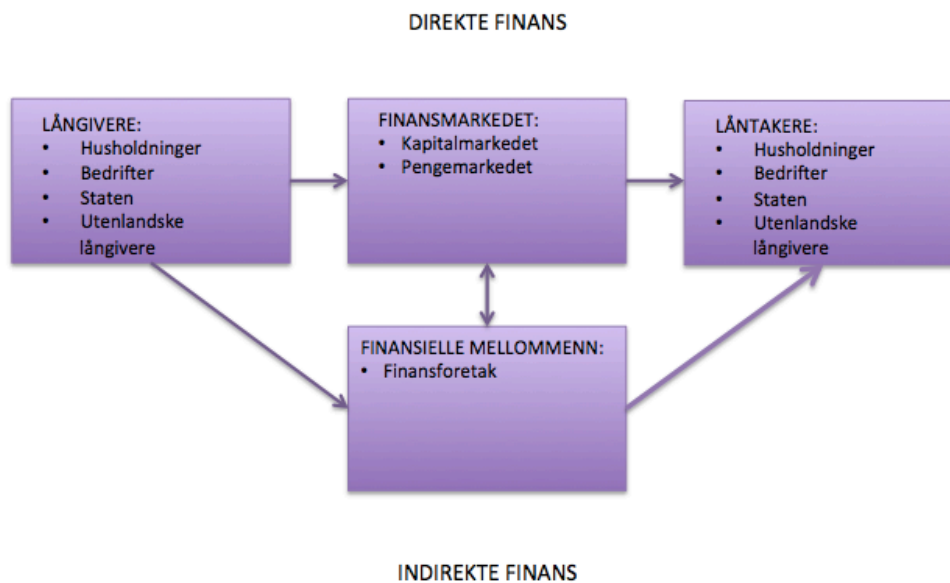 DIREKTE FINANS
LÅNGIVERE:
• Husholdninger
• Bedrifter
• Staten
• Utenlandske
långivere
FINANSMARKEDET:
• Kapitalmarkedet
• Pengemarkedet
LÅNTAKERE:
• Husholdninger
• Bedrifter
• Staten
• Utenlandske
långivere
FINANSIELLE MELLOMMENN:
• Finansforetak
INDIREKTE FINANS